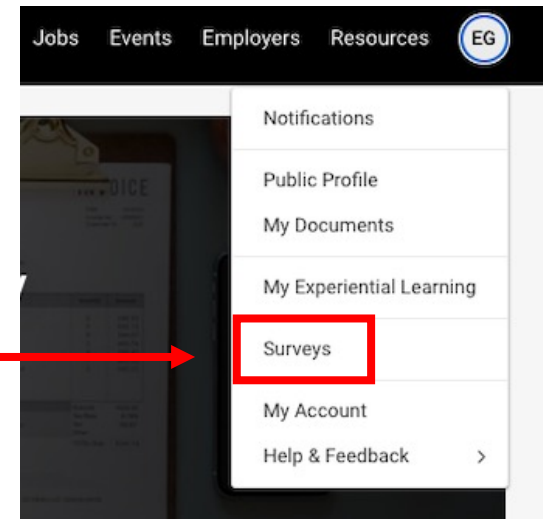 Jobs Events Employers Resources EG
Notifications
Public Profile
My Documents
My Experiential Learning
Surveys
My Account
Help & Feedback >